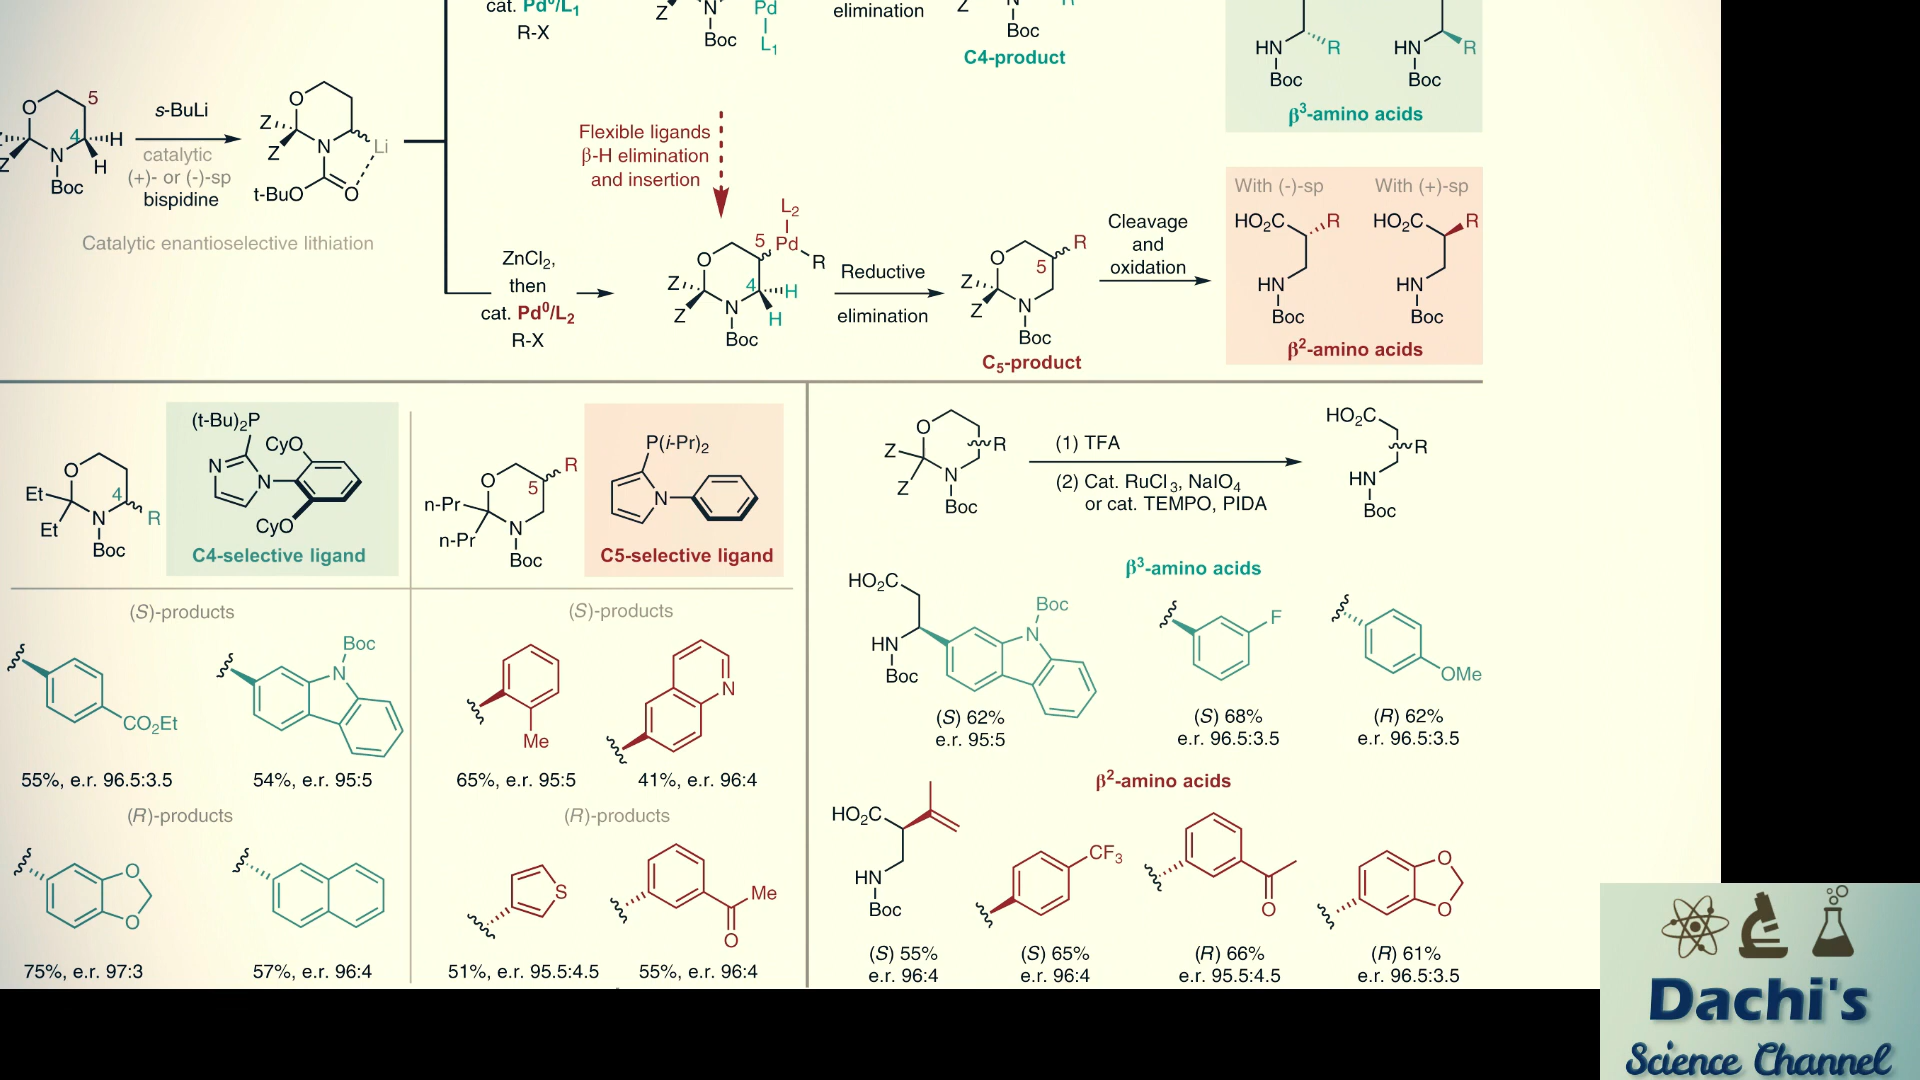 cat. Pd⁰/L₁
R-X
Z
N
Boc
Pd
L₁
elimination
Z
N
R
Boc
C4-product
HN
R
Boc
HN
R
Boc
β³-amino acids
O
5
4
H
H
Z
Z
N
Boc
s-BuLi
catalytic
(+)- or (-)-sp
bispidine
O
Z
Z
N
Li
t-BuO
O
Catalytic enantioselective lithiation
Flexible ligands
β-H elimination
and insertion
ZnCl₂,
then
cat. Pd⁰/L₂
R-X
L₂
5
Pd
R
O
Z
Z
4
H
H
N
Boc
Reductive
elimination
O
R
5
Z
Z
N
Boc
C₅-product
Cleavage
and
oxidation
With (-)-sp
With (+)-sp
HO₂C
R
HN
Boc
HO₂C
R
HN
Boc
β²-amino acids
O
Et
Et
4
N
R
Boc
(t-Bu)₂P
CyO
N
N
CyO
C4-selective ligand
O
R
5
n-Pr
n-Pr
N
Boc
P(i-Pr)₂
N
C5-selective ligand
O
Z
Z
R
N
Boc
(1) TFA
(2) Cat. RuCl₃, NaIO₄
or cat. TEMPO, PIDA
HO₂C
R
HN
Boc
(S)-products
CO₂Et
55%, e.r. 96.5:3.5
Boc
N
54%, e.r. 95:5
(R)-products
O
O
75%, e.r. 97:3
57%, e.r. 96:4
(S)-products
Me
65%, e.r. 95:5
N
41%, e.r. 96:4
(R)-products
S
51%, e.r. 95.5:4.5
Me
O
55%, e.r. 96:4
β³-amino acids
HO₂C
HN
Boc
Boc
N
(S) 62%
e.r. 95:5
F
(S) 68%
e.r. 96.5:3.5
OMe
(R) 62%
e.r. 96.5:3.5
β²-amino acids
HO₂C
HN
Boc
(S) 55%
e.r. 96:4
CF₃
(S) 65%
e.r. 96:4
O
(R) 66%
e.r. 95.5:4.5
O
O
(R) 61%
e.r. 96.5:3.5
Dachi's
Science Channel